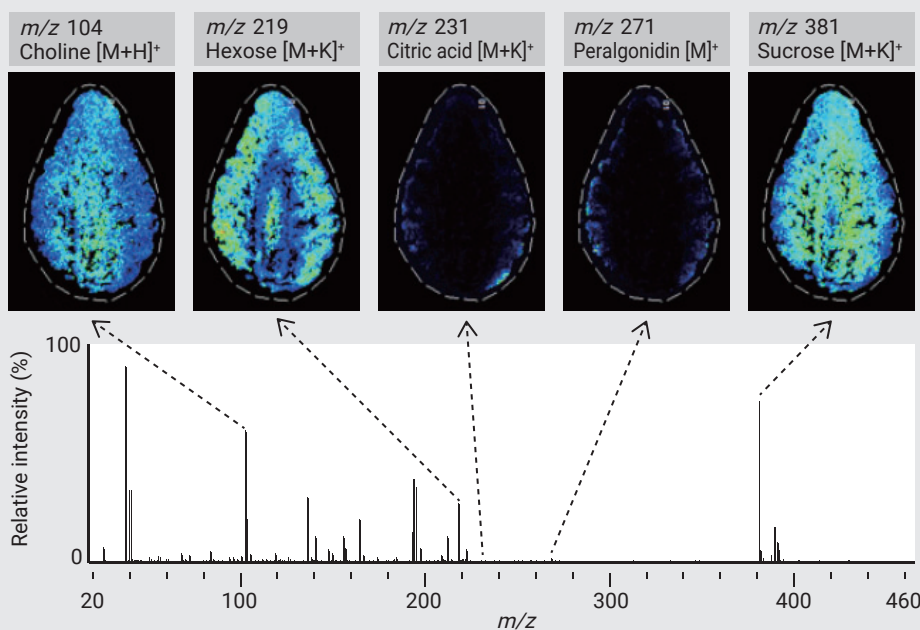 m/z 104
Choline [M+H]⁺
m/z 219
Hexose [M+K]⁺
m/z 231
Citric acid [M+K]⁺
m/z 271
Peralgonidin [M]⁺
m/z 381
Sucrose [M+K]⁺
Relative intensity (%)
100
0
20
100
200
300
400
460
m/z